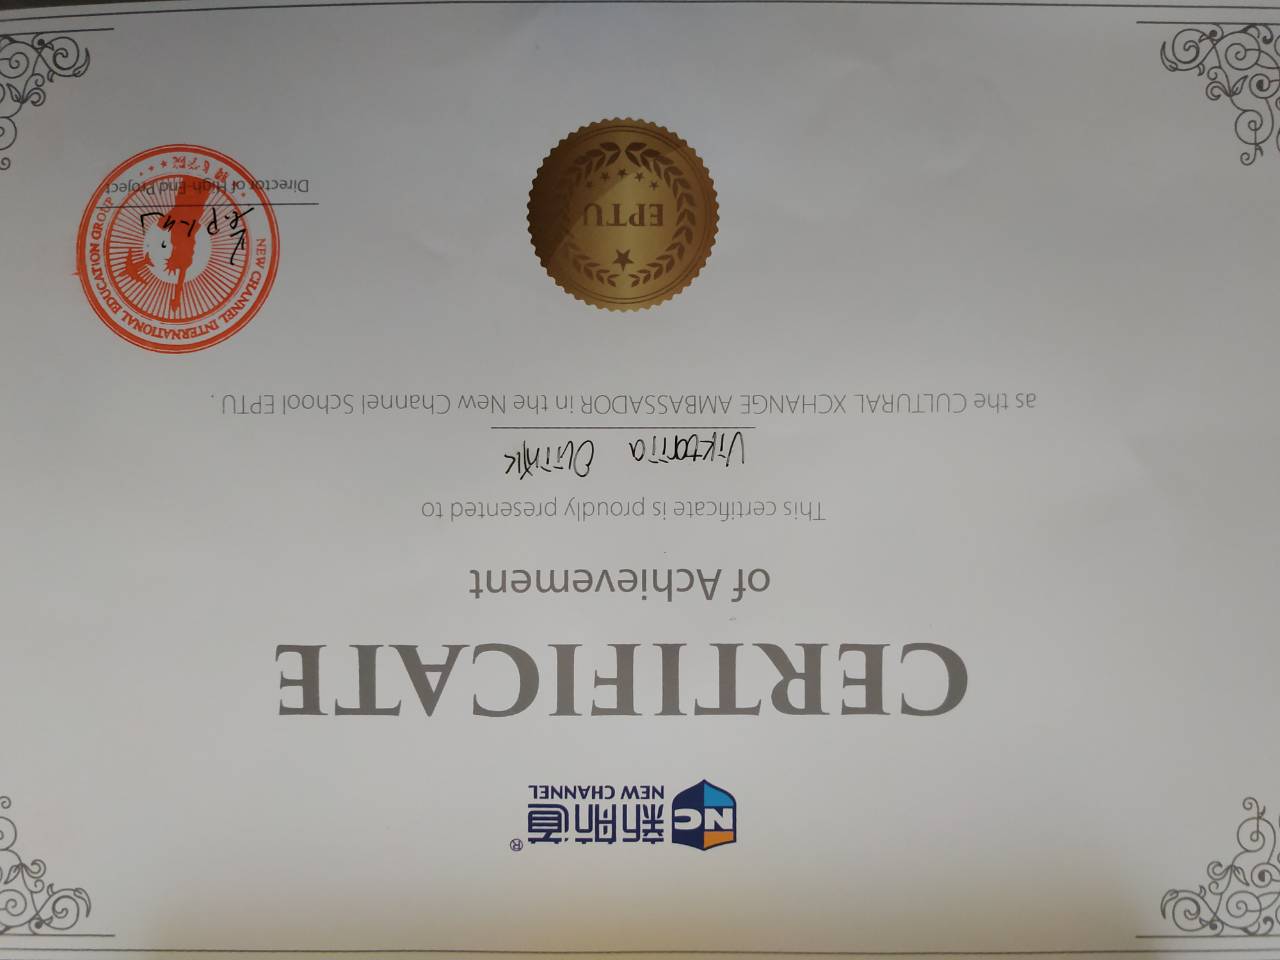 新航道®
NC
NEW CHANNEL
CERTIFICATE
of Achievement
This certificate is proudly presented to
Viktoriia
as the CULTURAL XCHANGE AMBASSADOR in the New Channel School EPTU .
EPTU
Director of High-End Project
NEW CHANNEL INTERNATIONAL EDUCATION GROUP